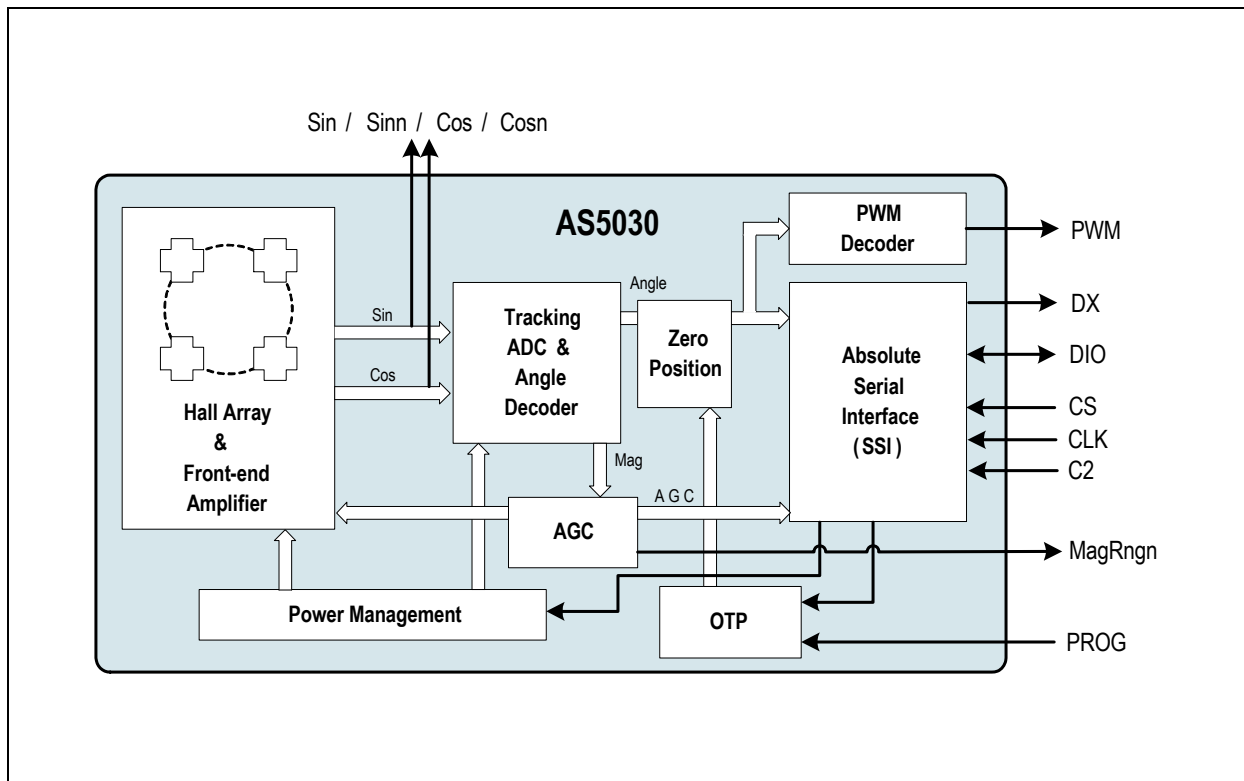 Sin / Sinn / Cos / Cosn
AS5030
PWM
Decoder
PWM
Hall Array
&
Front-end
Amplifier
Sin
Cos
Tracking
ADC &
Angle
Decoder
Angle
Zero
Position
Absolute
Serial
Interface
( SSI )
DX
DIO
CS
CLK
C2
Mag
AGC
A G C
MagRngn
Power Management
OTP
PROG